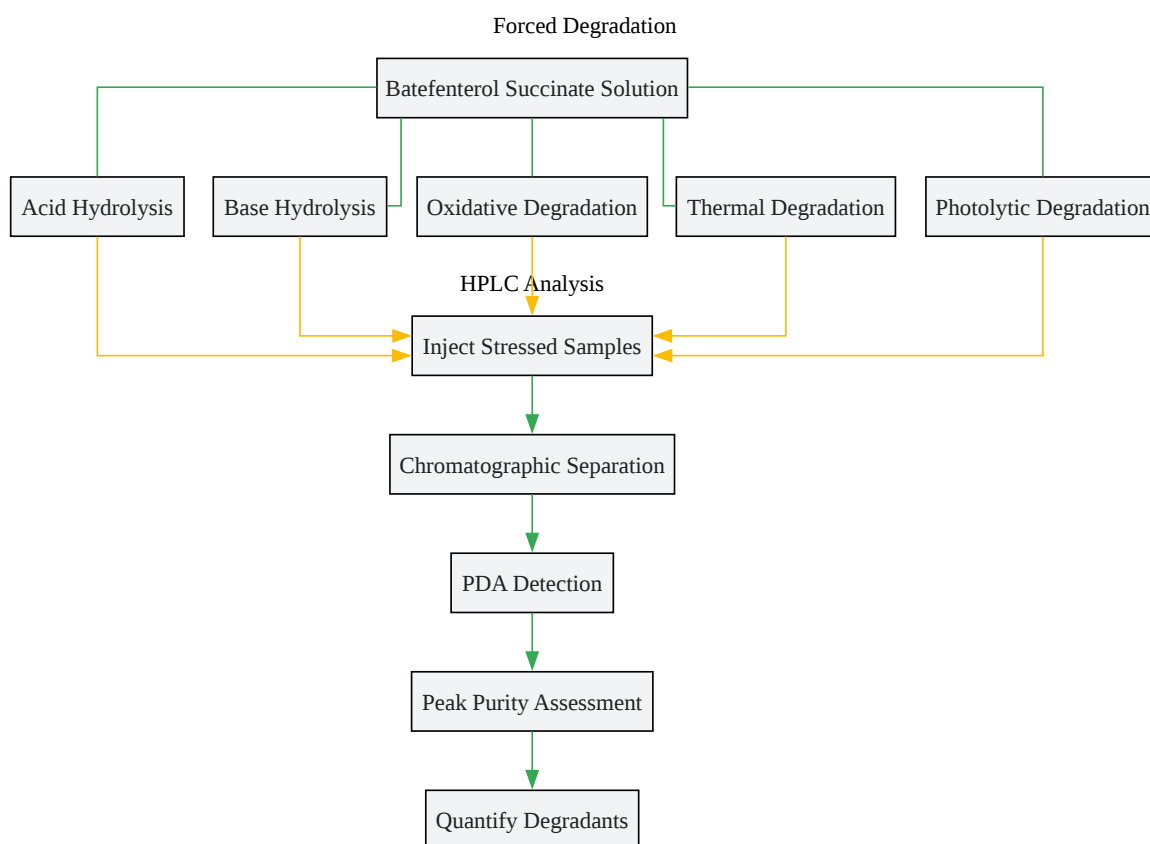 Forced Degradation
Batefenterol Succinate Solution
Acid Hydrolysis
Base Hydrolysis
Oxidative Degradation
Thermal Degradation
Photolytic Degradation
HPLC Analysis
Inject Stressed Samples
Chromatographic Separation
PDA Detection
Peak Purity Assessment
Quantify Degradants